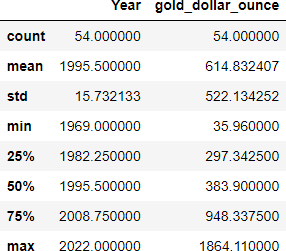 Year gold_dollar_ounce
count 54.000000 54.000000
mean 1995.500000 614.832407
std 15.732133 522.134252
min 1969.000000 35.960000
25% 1982.250000 297.342500
50% 1995.500000 383.900000
75% 2008.750000 948.337500
max 2022.000000 1864.110000